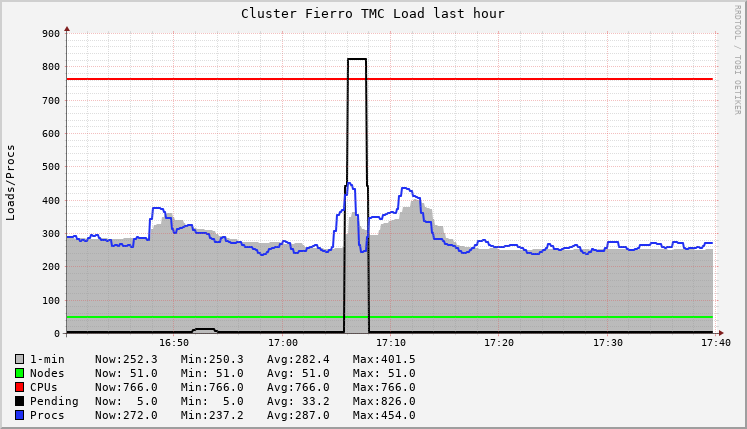 Cluster Fierro TMC Load last hour
RRDTOOL / TOBI OETIKER
Loads/Procs
900
800
700
600
500
400
300
200
100
0
16:50 17:00 17:10 17:20 17:30 17:40
1-min Now:252.3 Min:250.3 Avg:282.4 Max:401.5
Nodes Now: 51.0 Min: 51.0 Avg: 51.0 Max: 51.0
CPUs Now:766.0 Min:766.0 Avg:766.0 Max:766.0
Pending Now: 5.0 Min: 5.0 Avg: 33.2 Max:826.0
Procs Now:272.0 Min:237.2 Avg:287.0 Max:454.0